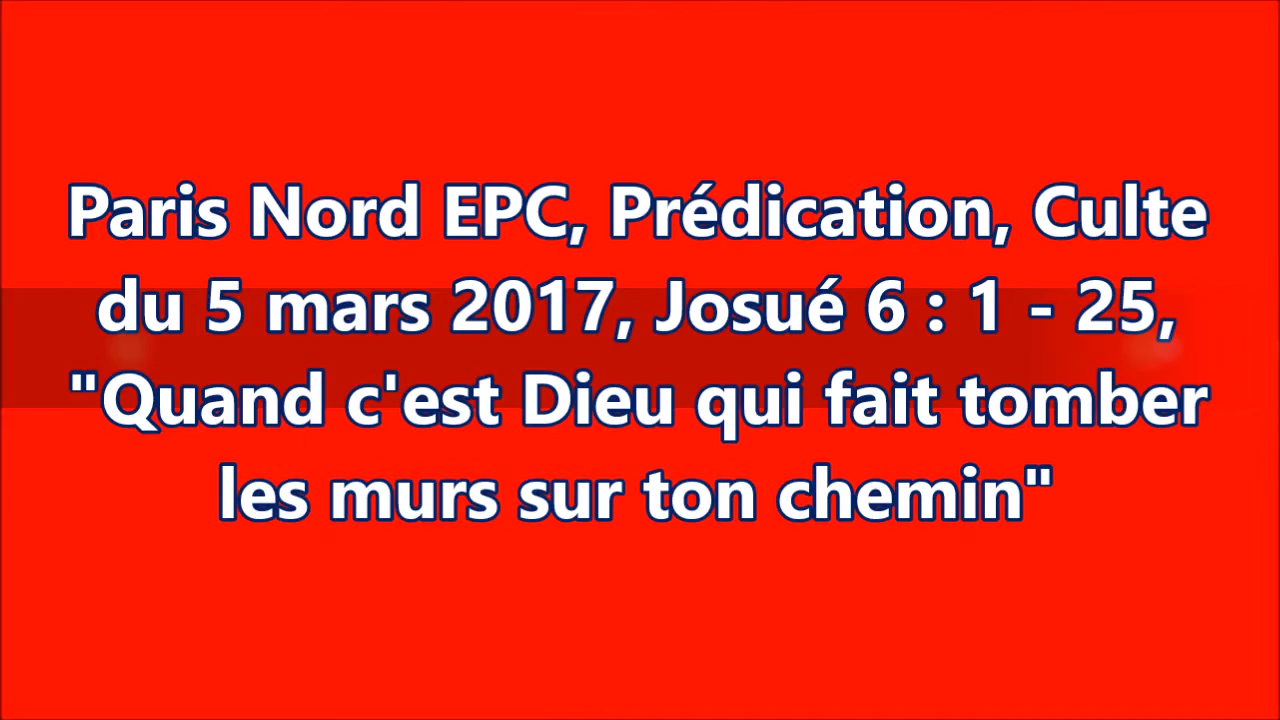 Paris Nord EPC, Prédication, Culte
du 5 mars 2017, Josué 6 : 1 - 25,
"Quand c'est Dieu qui fait tomber
les murs sur ton chemin"